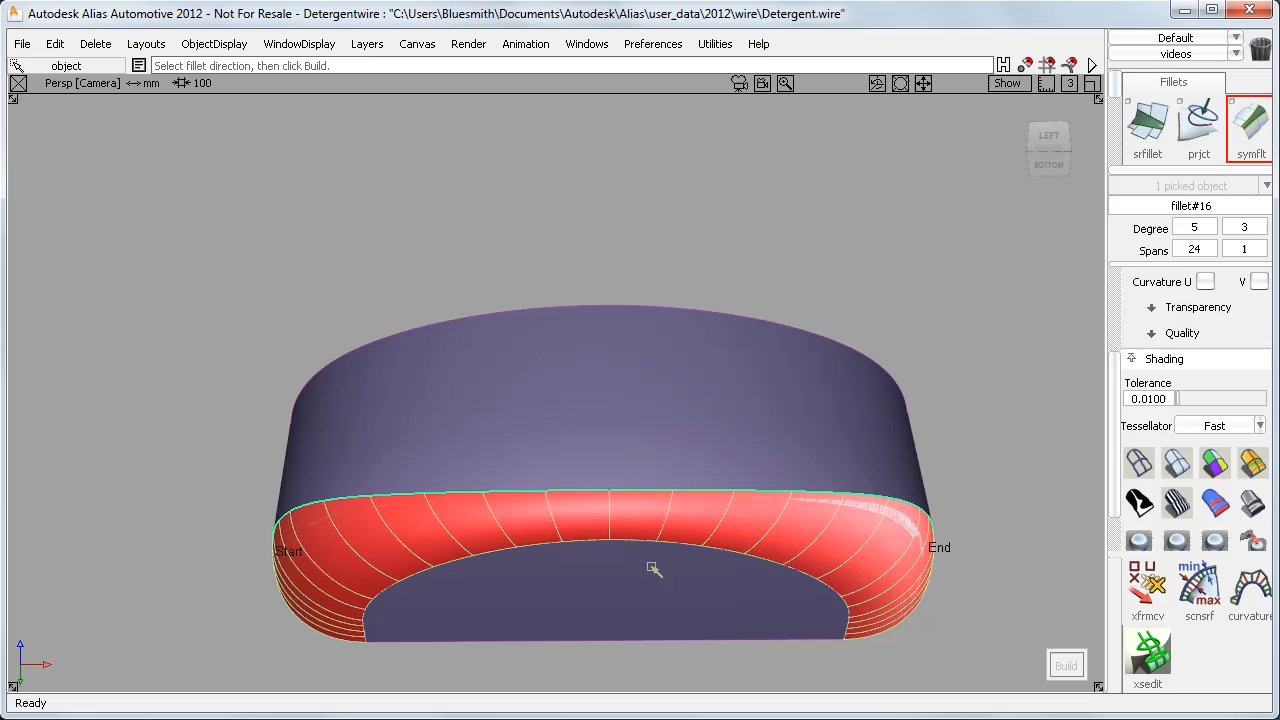 Autodesk Alias Automotive 2012 - Not For Resale - Detergentwire : "C:\Users\Bluesmith\Documents\Autodesk\Alias\user_data\2012\wire\Detergent.wire"
File Edit Delete Layouts ObjectDisplay WindowDisplay Layers Canvas Render Animation Windows Preferences Utilities Help
Default
videos
object
Select fillet direction, then click Build.
Persp [Camera] mm 100
Show
3
Fillets
LEFT
BOTTOM
srfillet prjct symflt
1 picked object
fillet#16
Degree 5 3
Spans 24 1
Curvature U V
Transparency
Quality
Shading
Tolerance
0.0100
Tessellator Fast
Start
End
min
max
xfrmcv scnsrf curvature
Build
xsedit
Ready